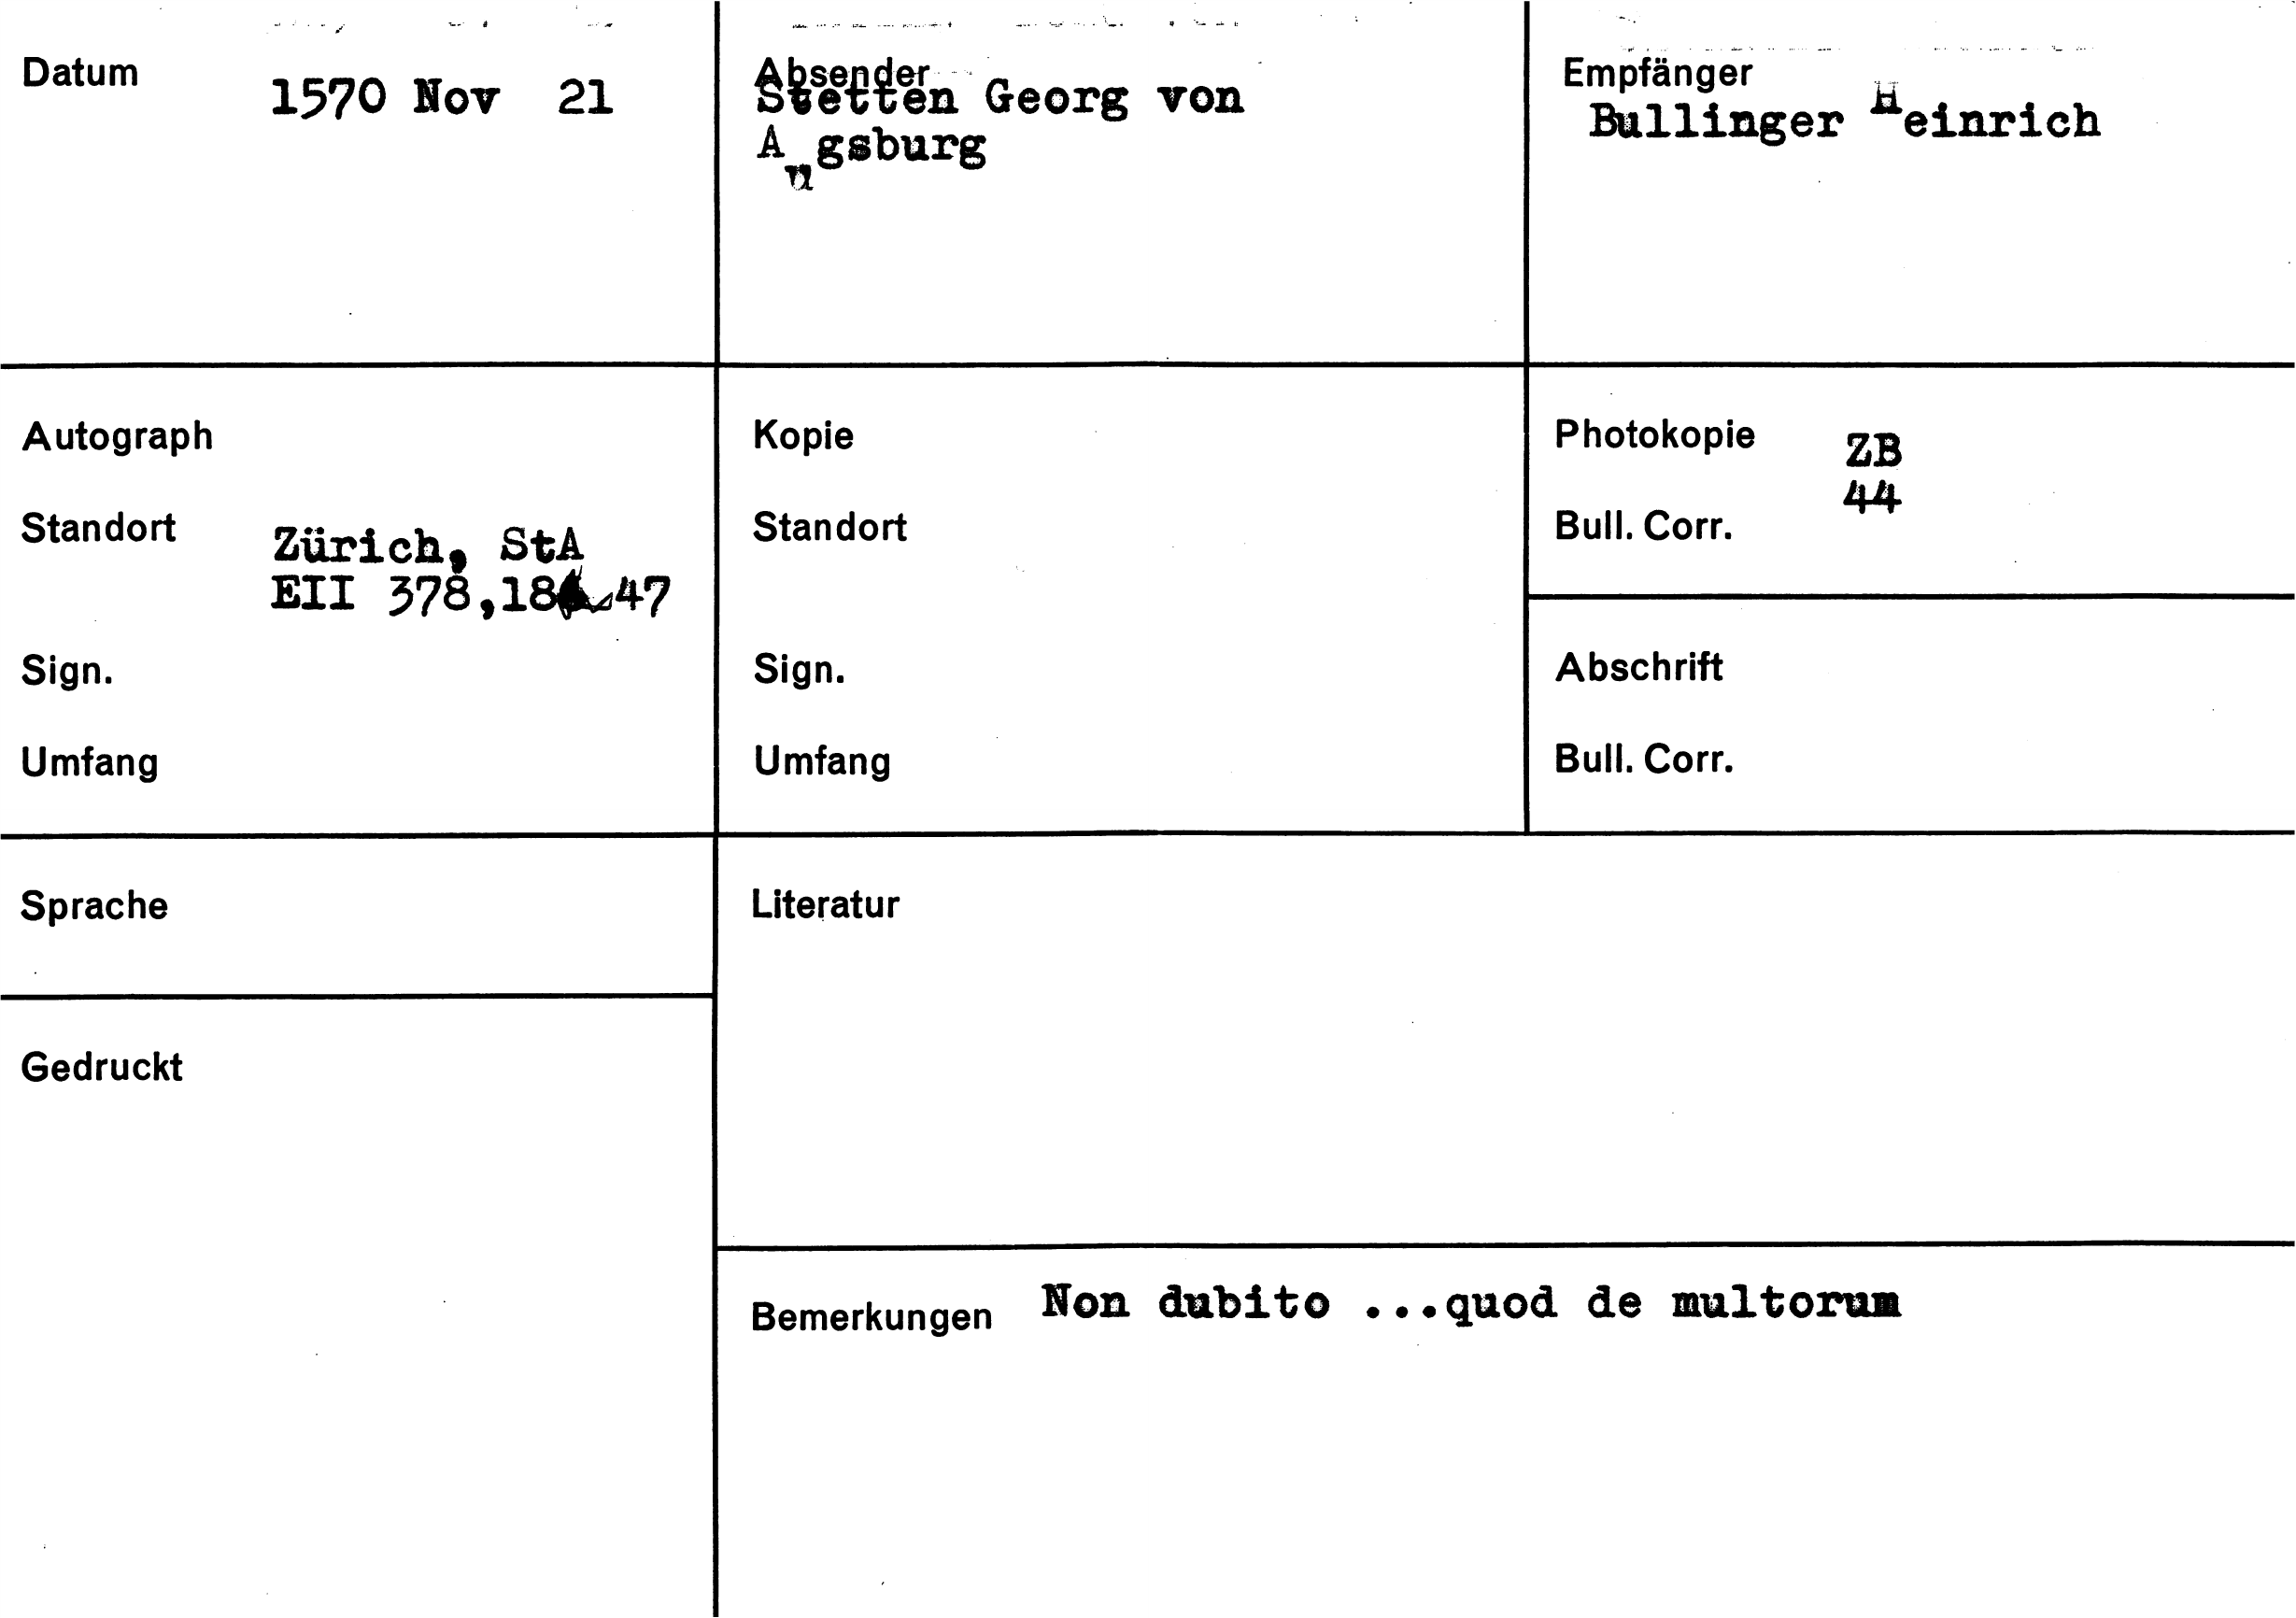 Datum
1570 Nov 21
Absender
Stetten Georg von
Augsburg
Empfänger
Bullinger Heinrich
Autograph
Standort
Zürich, StA
EII 378,18 47
Sign.
Umfang
Kopie
Standort
Sign.
Umfang
Photokopie ZB
44
Bull. Corr.
Abschrift
Bull. Corr.
Sprache
Literatur
Gedruckt
Bemerkungen Non dubito ...quod de multorum